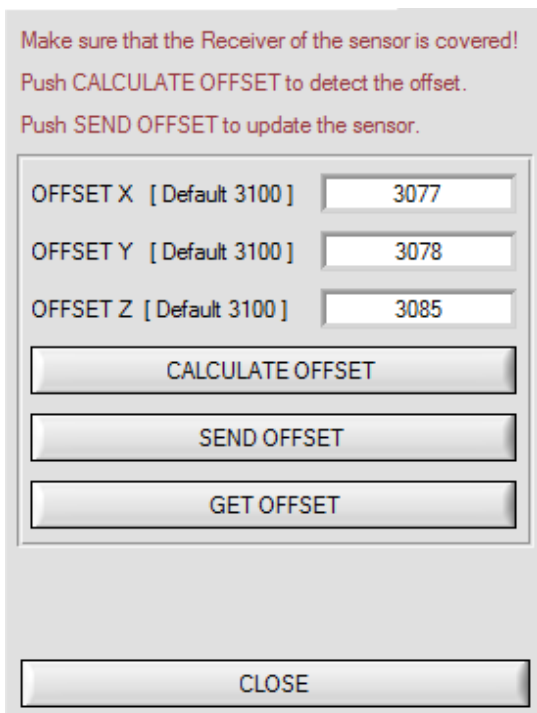 Make sure that the Receiver of the sensor is covered!
Push CALCULATE OFFSET to detect the offset.
Push SEND OFFSET to update the sensor.
OFFSET X [ Default 3100 ] 3077
OFFSET Y [ Default 3100 ] 3078
OFFSET Z [ Default 3100 ] 3085
CALCULATE OFFSET
SEND OFFSET
GET OFFSET
CLOSE